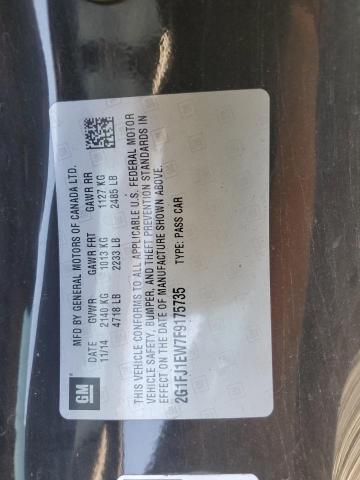 GM
MFD BY GENERAL MOTORS OF CANADA LTD.
DATE GVWR GAWR FRT GAWR RR
11/14 2140 KG 1013 KG 1127 KG
4718 LB 2233 LB 2485 LB
THIS VEHICLE CONFORMS TO ALL APPLICABLE U.S. FEDERAL MOTOR
VEHICLE SAFETY, BUMPER, AND THEFT PREVENTION STANDARDS IN
EFFECT ON THE DATE OF MANUFACTURE SHOWN ABOVE.
2G1FJ1EW7F9175735 TYPE: PASS CAR